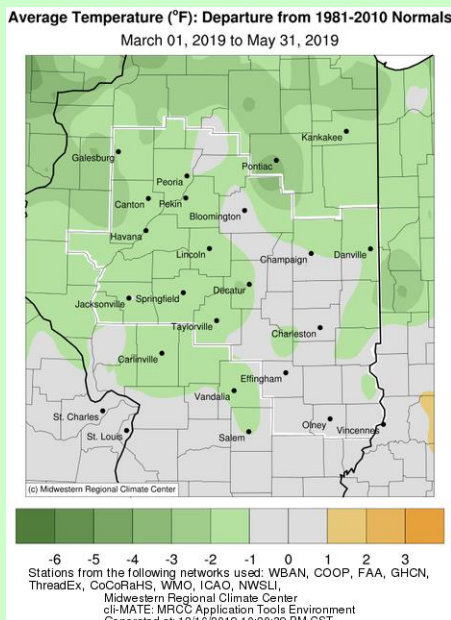 Average Temperature (°F): Departure from 1981-2010 Normals
March 01, 2019 to May 31, 2019
Kankakee
Galesburg
Pontiac
Peoria
Canton Pekin
Bloomington
Havana
Lincoln
Champaign
Danville
Decatur
Jacksonville Springfield
Taylorville
Charleston
Carlinville
Effingham
Vandalia
St. Charles
Olney
Vincennes
St. Louis
Salem
(c) Midwestern Regional Climate Center
-6 -5 -4 -3 -2 -1 0 1 2 3
Stations from the following networks used: WBAN, COOP, FAA, GHCN,
ThreadEx, CoCoRaHS, WMO, ICAO, NWSLI,
Midwestern Regional Climate Center
cli-MATE: MRCC Application Tools Environment